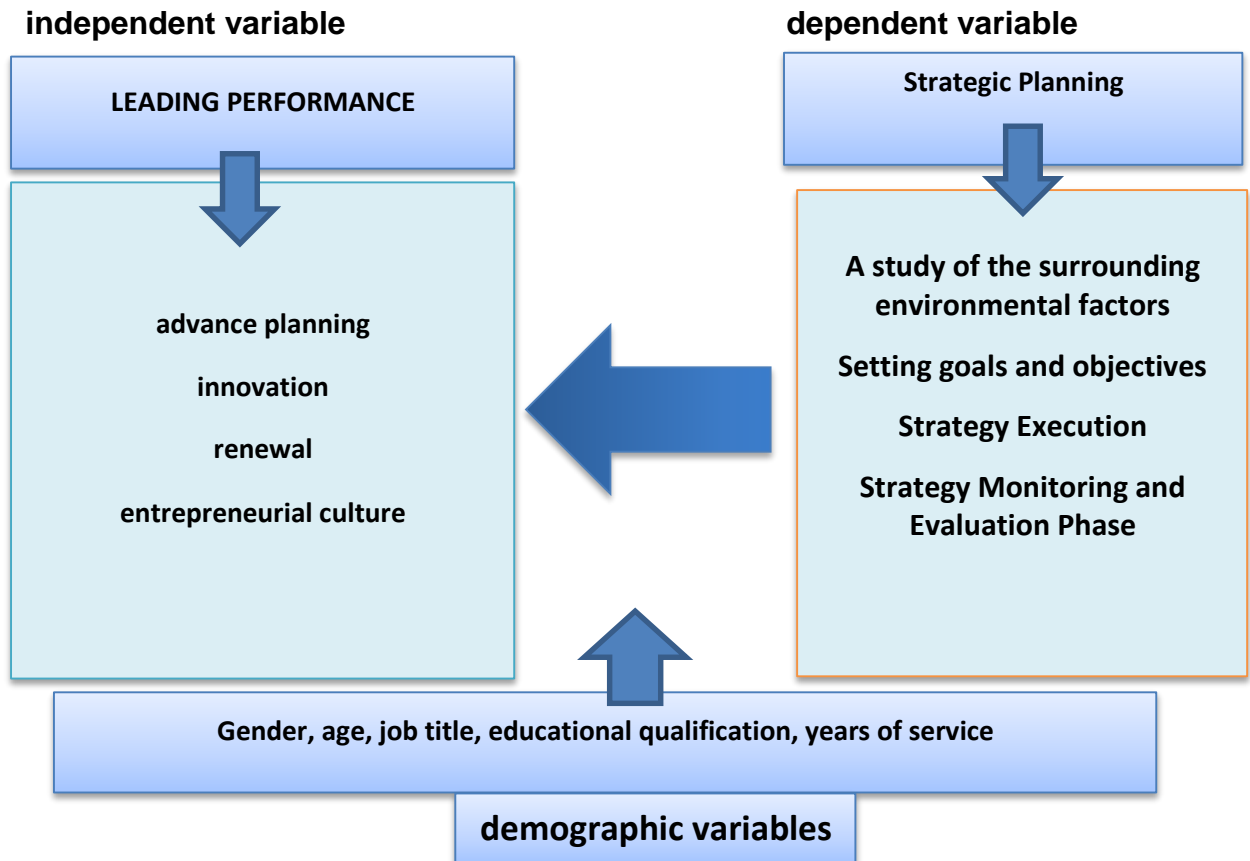 independent variable
dependent variable
LEADING PERFORMANCE
Strategic Planning
advance planning
innovation
renewal
entrepreneurial culture
A study of the surrounding
environmental factors
Setting goals and objectives
Strategy Execution
Strategy Monitoring and
Evaluation Phase
Gender, age, job title, educational qualification, years of service
demographic variables